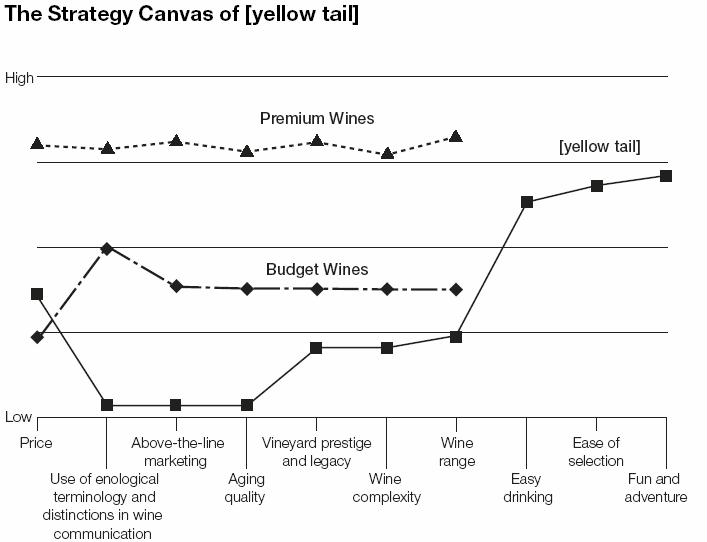 The Strategy Canvas of [yellow tail]
High
Premium Wines
[yellow tail]
Budget Wines
Low
Price
Use of enological
terminology and
distinctions in wine
communication
Above-the-line
marketing
Aging
quality
Vineyard prestige
and legacy
Wine
complexity
Wine
range
Easy
drinking
Ease of
selection
Fun and
adventure